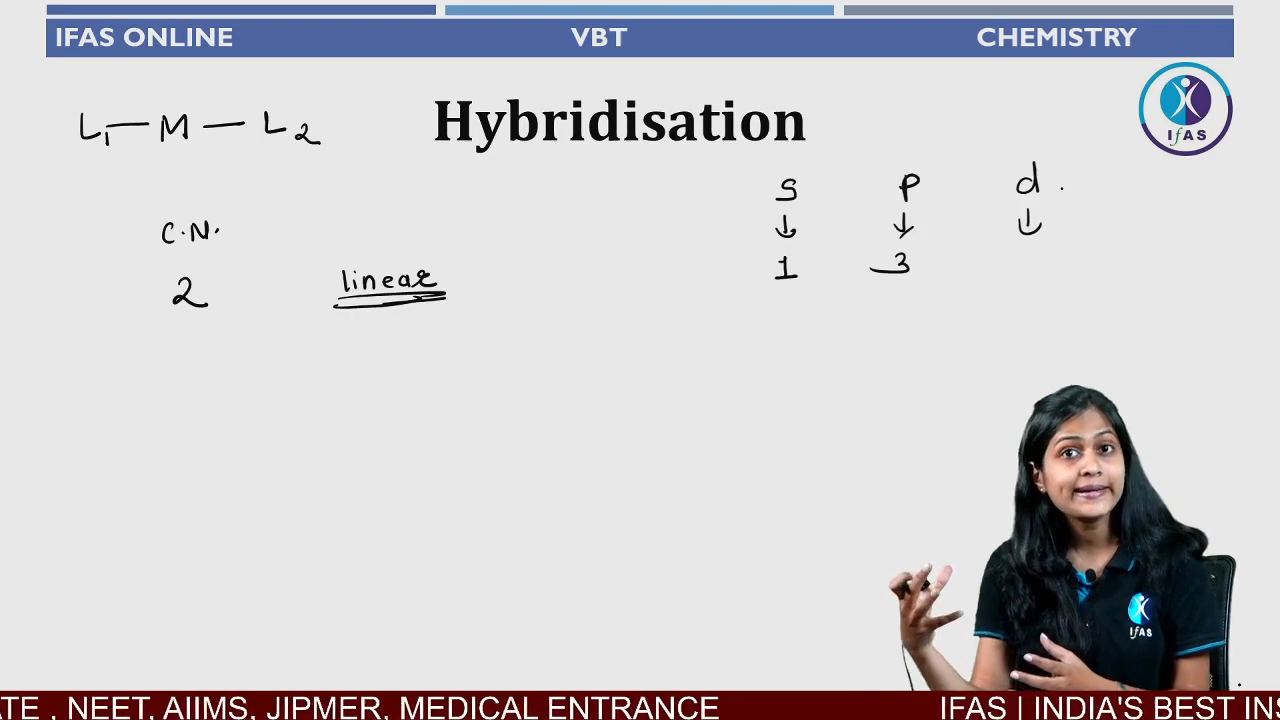 IFAS ONLINE VBT CHEMISTRY
L1 — M — L2 Hybridisation
IfAS
s p d .
↓ ↓ ↓
C.N. 1 3
2 linear
IfAS
ATE , NEET, AIIMS, JIPMER, MEDICAL ENTRANCE IFAS | INDIA'S BEST INS